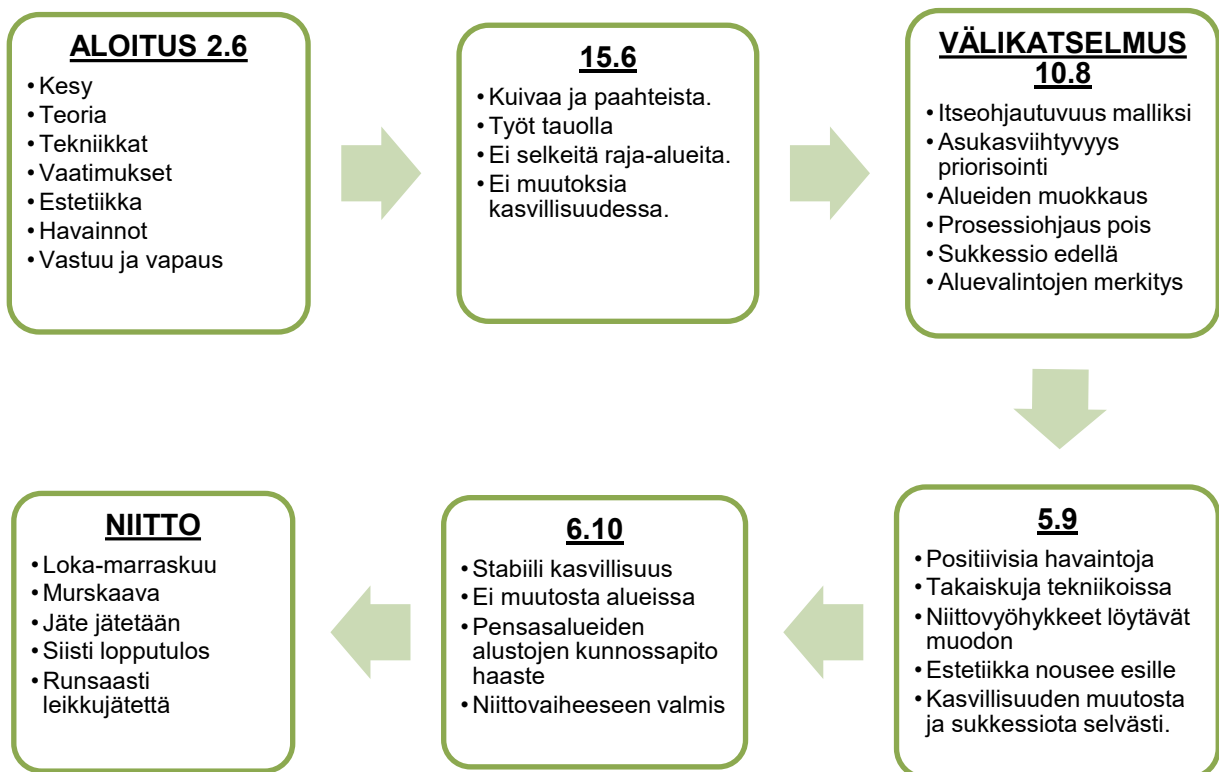 ALOITUS 2.6
• Kesy
• Teoria
• Tekniikkat
• Vaatimukset
• Estetiikka
• Havainnot
• Vastuu ja vapaus
15.6
• Kuivaa ja paahteista.
• Työt tauolla
• Ei selkeitä raja-alueita.
• Ei muutoksia
kasvillisuudessa.
VÄLIKATSELMUS
10.8
• Itseohjautuvuus malliksi
• Asukasviihtyvyys
priorisointi
• Alueiden muokkaus
• Prosessiohjaus pois
• Sukkessio edellä
• Aluevalintojen merkitys
5.9
• Positiivisia havaintoja
• Takaiskuja tekniikoissa
• Niittovyöhykkeet löytävät
muodon
• Estetiikka nousee esille
• Kasvillisuuden muutosta
ja sukkessiota selvästi.
6.10
• Stabiili kasvillisuus
• Ei muutosta alueissa
• Pensasalueiden
alustojen kunnossapito
haaste
• Niittovaiheeseen valmis
NIITTO
• Loka-marraskuu
• Murskaava
• Jäte jätetään
• Siisti lopputulos
• Runsaasti
leikkujätettä